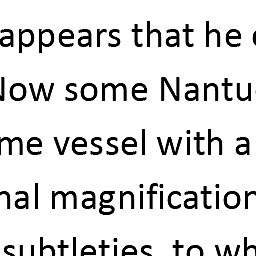 appears that he
Now some Nantu
me vessel with a
nal magnification
subtleties, to wh